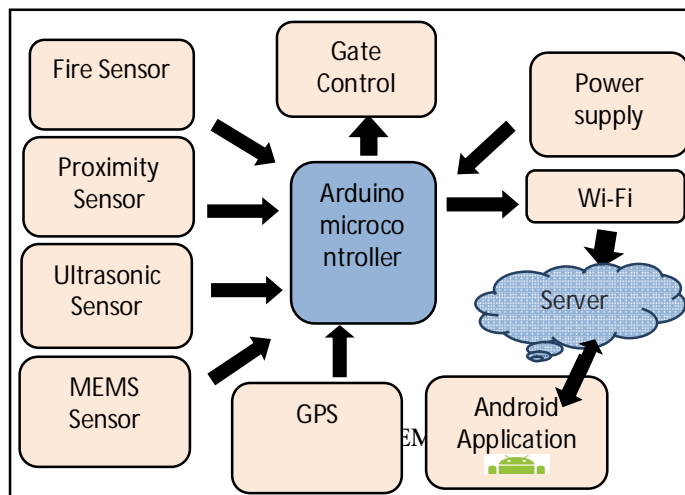 Fire Sensor
Gate
Control
Power
supply
Proximity
Sensor
Arduino
microco
ntroller
Wi-Fi
Ultrasonic
Sensor
Server
MEMS
Sensor
GPS
Android
Application
EM